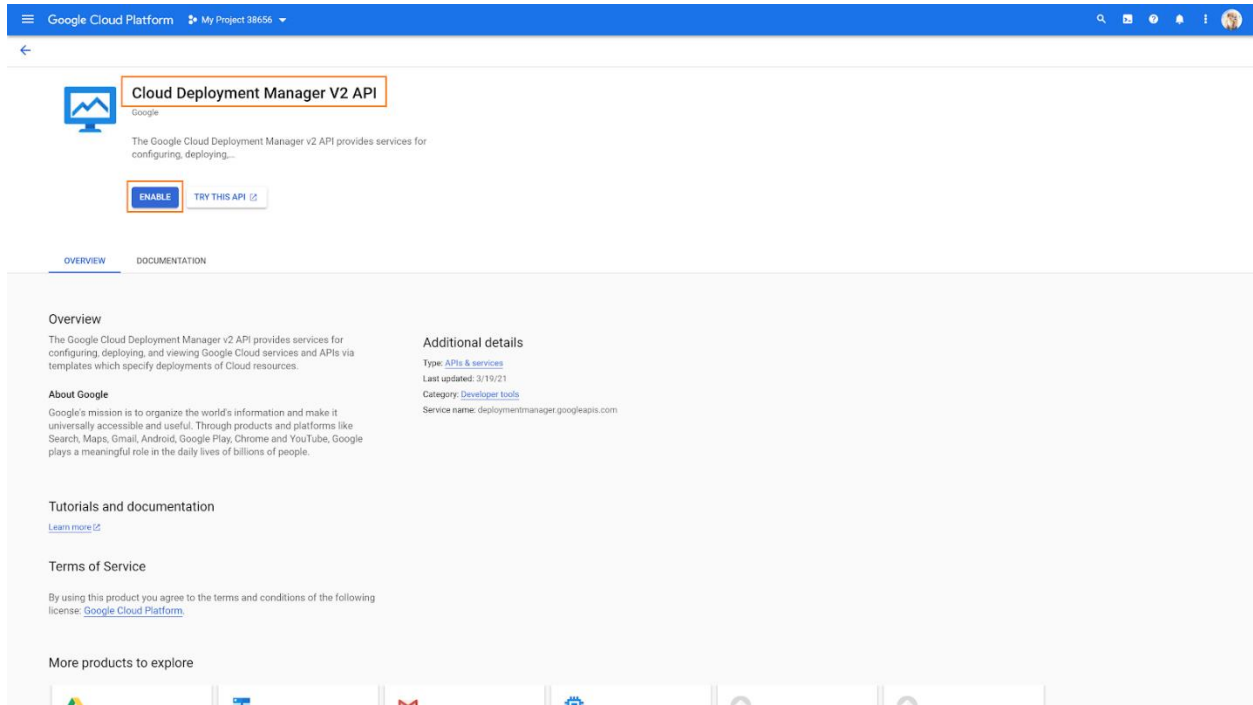 Google Cloud Platform My Project 38656
Cloud Deployment Manager V2 API
Google
The Google Cloud Deployment Manager v2 API provides services for
configuring, deploying,...
ENABLE TRY THIS API
OVERVIEW DOCUMENTATION
Overview
The Google Cloud Deployment Manager v2 API provides services for
configuring, deploying, and viewing Google Cloud services and APIs via
templates which specify deployments of Cloud resources.
About Google
Google's mission is to organize the world's information and make it
universally accessible and useful. Through products and platforms like
Search, Maps, Gmail, Android, Google Play, Chrome and YouTube, Google
plays a meaningful role in the daily lives of billions of people.
Additional details
Type: APIs & services
Last updated: 3/19/21
Category: Developer tools
Service name: deploymentmanager.googleapis.com
Tutorials and documentation
Learn more
Terms of Service
By using this product you agree to the terms and conditions of the following
license: Google Cloud Platform.
More products to explore